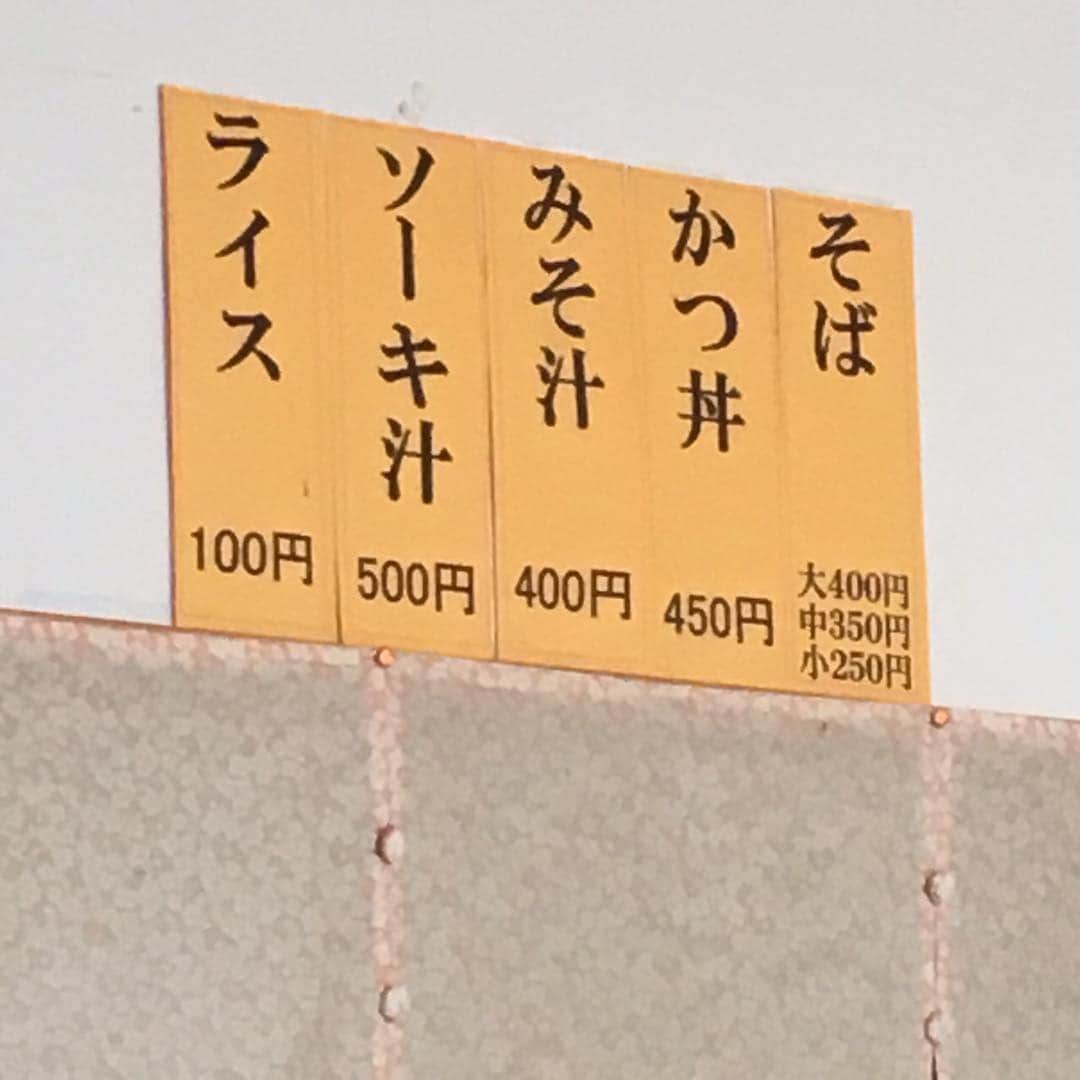 そば
大400円
中350円
小250円
かつ丼
450円
みそ汁
400円
ソーキ汁
500円
ライス
100円